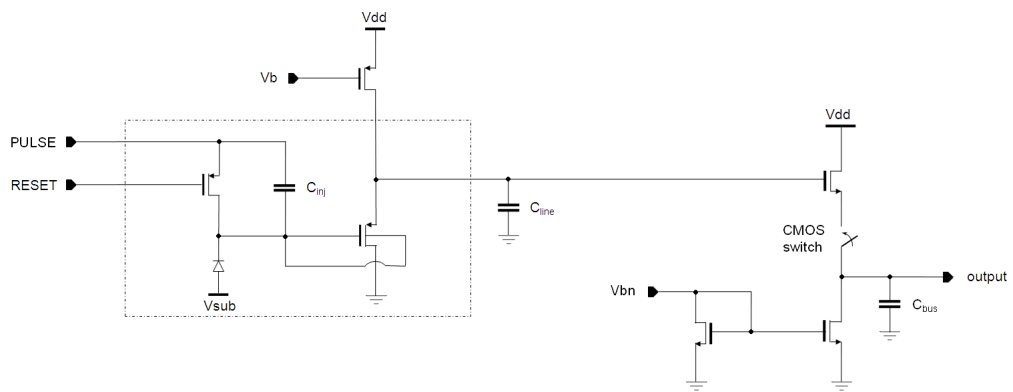 Vdd
Vb
Vdd
PULSE
RESET
Cinj
Cline
CMOS
switch
Vsub
Vbn
output
Cbus